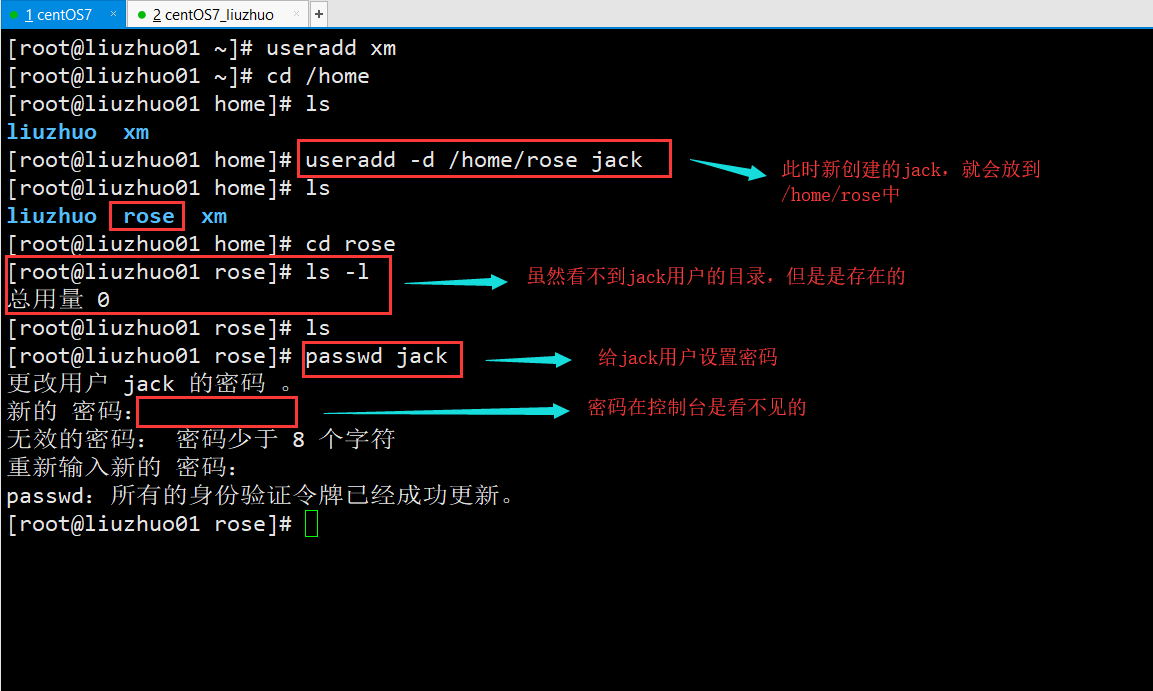 1 centOS7 × 2 centOS7_liuzhuo × +
[root@liuzhuo01 ~]# useradd xm
[root@liuzhuo01 ~]# cd /home
[root@liuzhuo01 home]# ls
liuzhuo  xm
[root@liuzhuo01 home]# useradd -d /home/rose jack
此时新创建的jack，就会放到
/home/rose中
[root@liuzhuo01 home]# ls
liuzhuo  rose  xm
[root@liuzhuo01 home]# cd rose
[root@liuzhuo01 rose]# ls -l
虽然看不到jack用户的目录，但是是存在的
总用量 0
[root@liuzhuo01 rose]# ls
[root@liuzhuo01 rose]# passwd jack
给jack用户设置密码
更改用户 jack 的密码 。
新的 密码：
密码在控制台是看不见的
无效的密码： 密码少于 8 个字符
重新输入新的 密码：
passwd：所有的身份验证令牌已经成功更新。
[root@liuzhuo01 rose]#